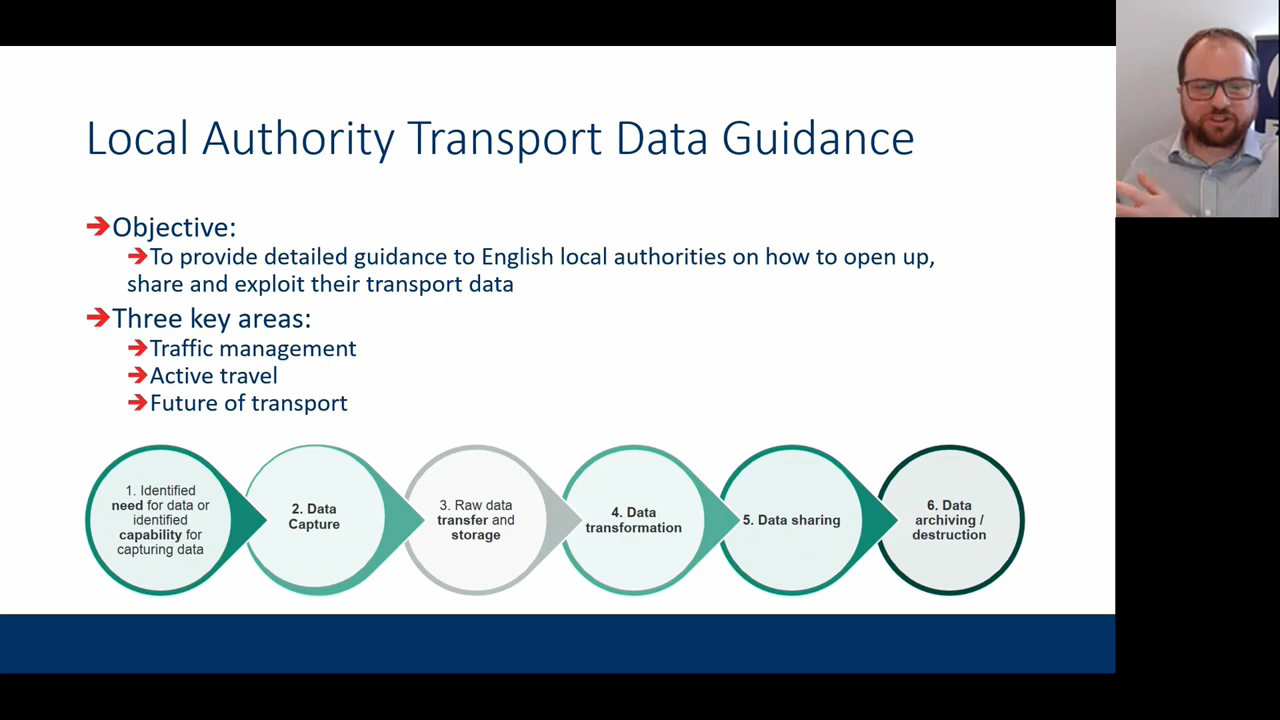 Local Authority Transport Data Guidance
Objective:
To provide detailed guidance to English local authorities on how to open up,
share and exploit their transport data
Three key areas:
Traffic management
Active travel
Future of transport
1. Identified
need for data or
identified
capability for
capturing data
2. Data
Capture
3. Raw data
transfer and
storage
4. Data
transformation
5. Data sharing
6. Data
archiving /
destruction